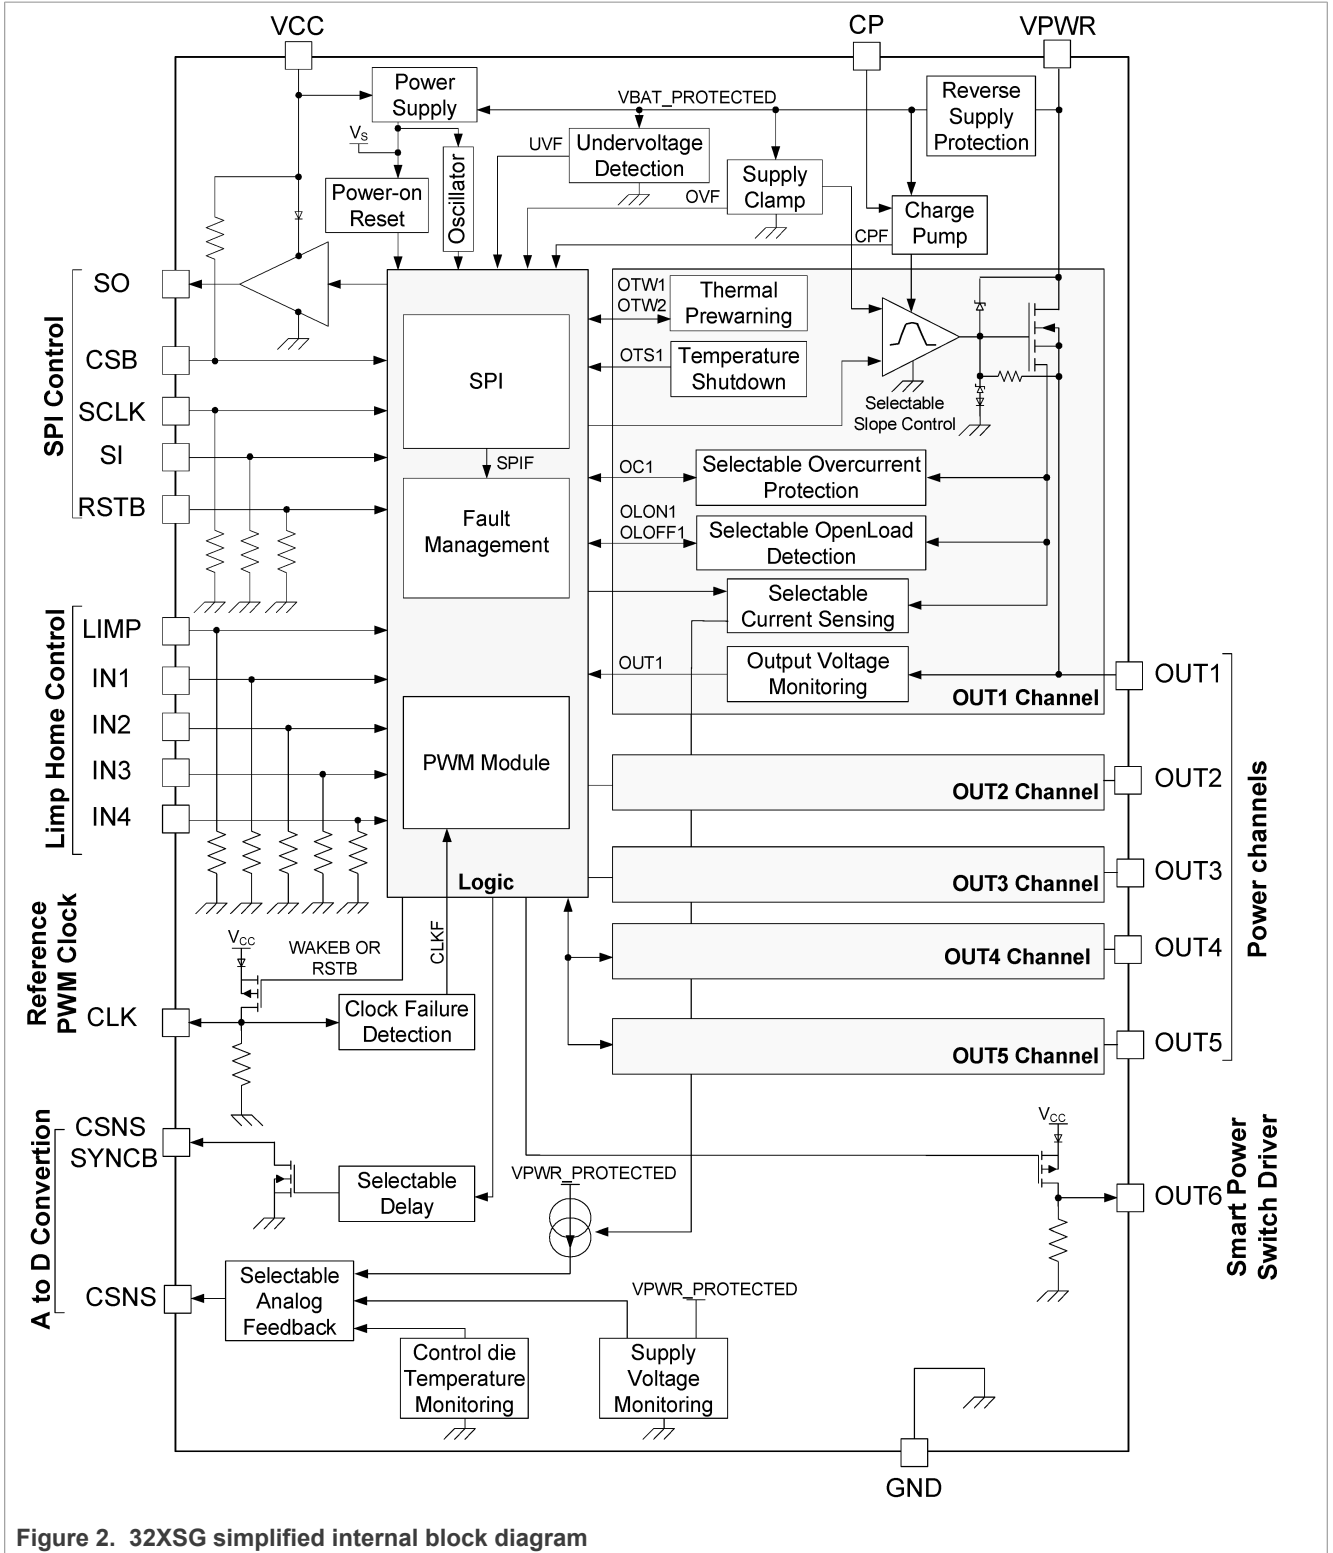 VCC
CP
VPWR
Power
Supply
VBAT_PROTECTED
Reverse
Supply
Protection
VS
UVF
Undervoltage
Detection
Oscillator
Power-on
Reset
OVF
Supply
Clamp
Charge
Pump
CPF
SPI Control
SO
CSB
SCLK
SI
RSTB
SPI
SPIF
Fault
Management
OTW1
OTW2
Thermal
Prewarning
OTS1
Temperature
Shutdown
Selectable
Slope Control
OC1
Selectable Overcurrent
Protection
OLON1
OLOFF1
Selectable OpenLoad
Detection
Selectable
Current Sensing
OUT1
Output Voltage
Monitoring
OUT1 Channel
Limp Home Control
LIMP
IN1
IN2
IN3
IN4
PWM Module
Logic
OUT2 Channel
OUT3 Channel
OUT4 Channel
OUT5 Channel
OUT1
OUT2
OUT3
OUT4
OUT5
Power channels
Reference
PWM Clock
CLK
VCC
WAKEB OR
RSTB
CLKF
Clock Failure
Detection
A to D Convertion
CSNS
SYNCB
Selectable
Delay
VPWR_PROTECTED
VCC
OUT6
Smart Power
Switch Driver
CSNS
Selectable
Analog
Feedback
VPWR_PROTECTED
Control die
Temperature
Monitoring
Supply
Voltage
Monitoring
GND
Figure 2. 32XSG simplified internal block diagram